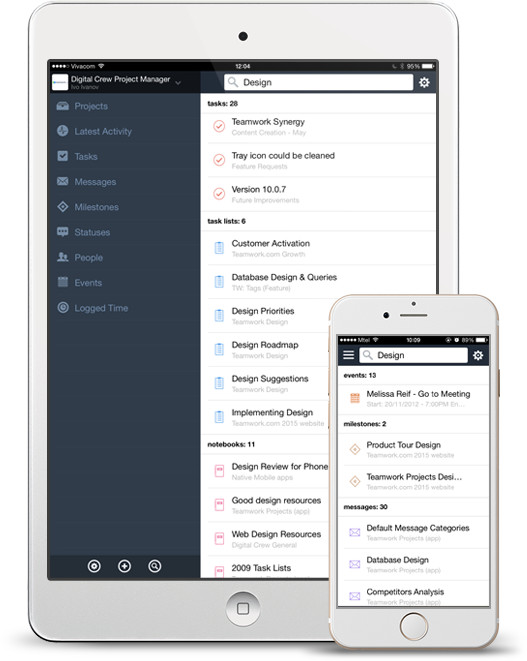 Vivacom
12:04
95%
Digital Crew Project Manager
Ivo Ivanov
Design
Projects
Latest Activity
Tasks
Messages
Milestones
Statuses
People
Events
Logged Time
tasks: 28
Teamwork Synergy
Content Creation - May
Tray icon could be cleaned
Feature Requests
Version 10.0.7
Future Improvements
task lists: 6
Customer Activation
Teamwork.com Growth
Database Design & Queries
TW: Tags (Feature)
Design Priorities
Teamwork Design
Design Roadmap
Teamwork Design
Design Suggestions
Teamwork Design
Implementing Design
Teamwork.com 2015 website
notebooks: 11
Design Review for Phone
Native Mobile apps
Good design resources
Teamwork Projects (app)
Web Design Resources
Digital Crew General
2009 Task Lists
Mtel
10:09
89%
Design
events: 13
Melissa Reif - Go to Meeting
Start: 20/11/2012 - 7:00PM En...
milestones: 2
Product Tour Design
Teamwork.com 2015 website
Teamwork Projects Desi...
Teamwork.com 2015 website
messages: 30
Default Message Categories
Teamwork Projects (app)
Database Design
Teamwork Projects (app)
Competitors Analysis
Teamwork Projects (app)